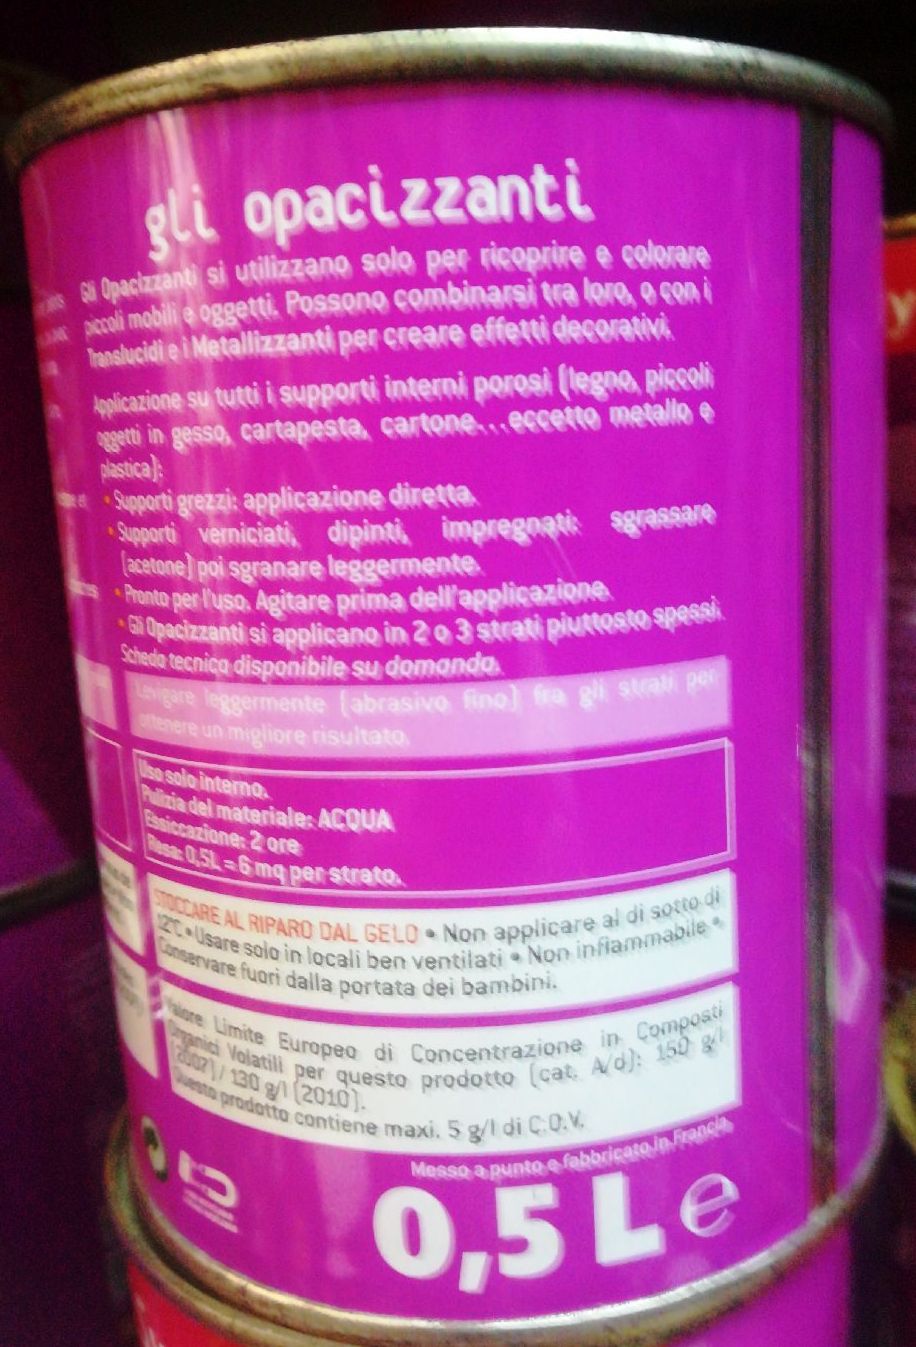 gli opacizzanti
Gli Opacizzanti si utilizzano solo per ricoprire e colorare
piccoli mobili e oggetti. Possono combinarsi tra loro, o con i
Translucidi e i Metallizzanti per creare effetti decorativi.
Applicazione su tutti i supporti interni porosi (legno, piccoli
oggetti in gesso, cartapesta, cartone...eccetto metallo e
plastica):
• Supporti grezzi: applicazione diretta.
• Supporti verniciati, dipinti, impregnati: sgrassare
(acetone) poi sgranare leggermente.
• Pronto per l'uso. Agitare prima dell'applicazione.
• Gli Opacizzanti si applicano in 2 o 3 strati piuttosto spessi.
Scheda tecnica disponibile su domanda.
Levigare leggermente (abrasivo fino) fra gli strati per
ottenere un migliore risultato.
Uso solo interno.
Pulizia del materiale: ACQUA
Essiccazione: 2 ore
Resa: 0,5L = 6 mq per strato.
STOCCARE AL RIPARO DAL GELO • Non applicare al di sotto di
12°C • Usare solo in locali ben ventilati • Non infiammabile •
Conservare fuori dalla portata dei bambini.
Valore Limite Europeo di Concentrazione in Composti
Organici Volatili per questo prodotto (cat. A/d): 150 g/l
(2007) / 130 g/l (2010).
Questo prodotto contiene maxi. 5 g/l di C.O.V.
Messo a punto e fabbricato in Francia.
0,5 L e